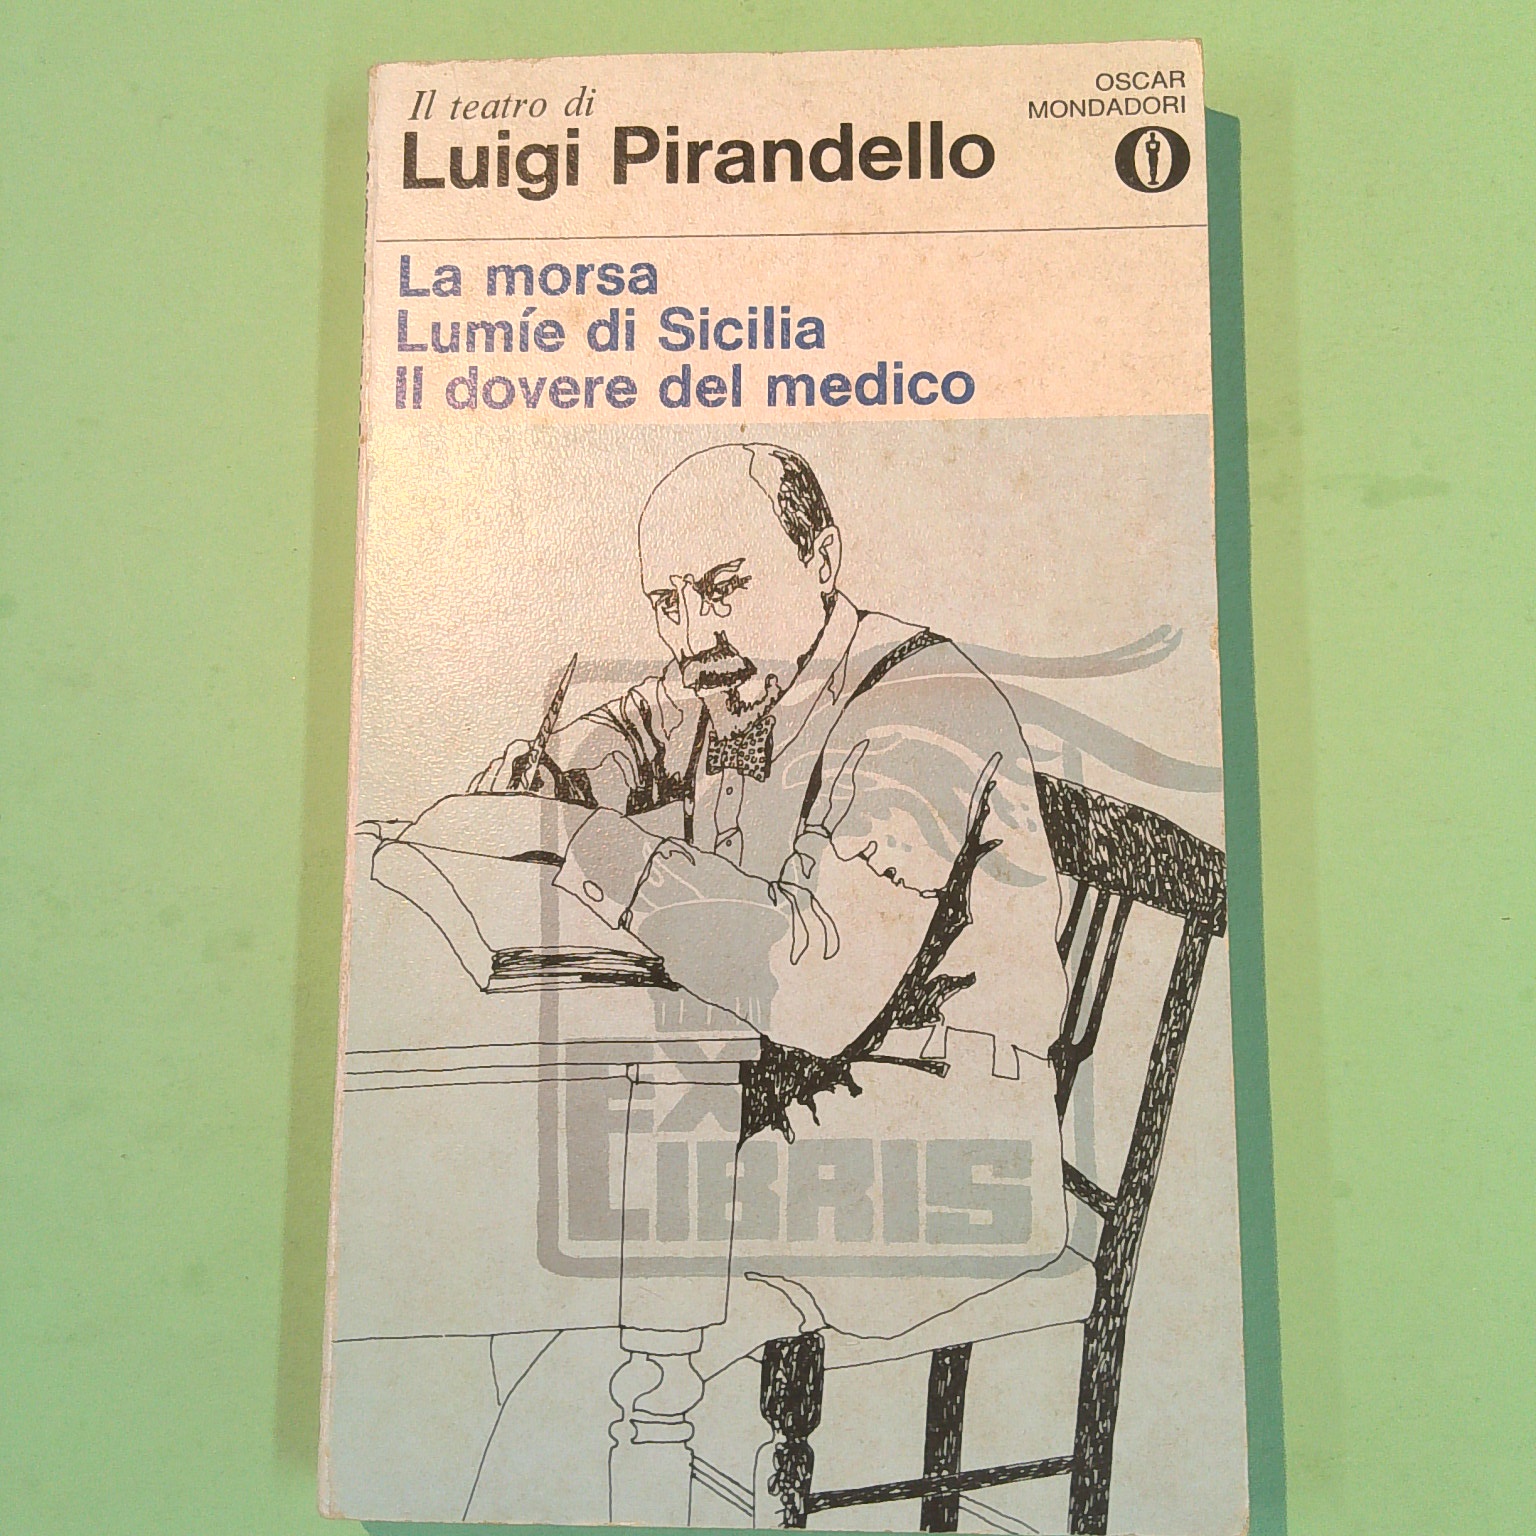 Il teatro di
Luigi Pirandello
OSCAR
MONDADORI
La morsa
Lumíe di Sicilia
Il dovere del medico
EX
LIBRIS